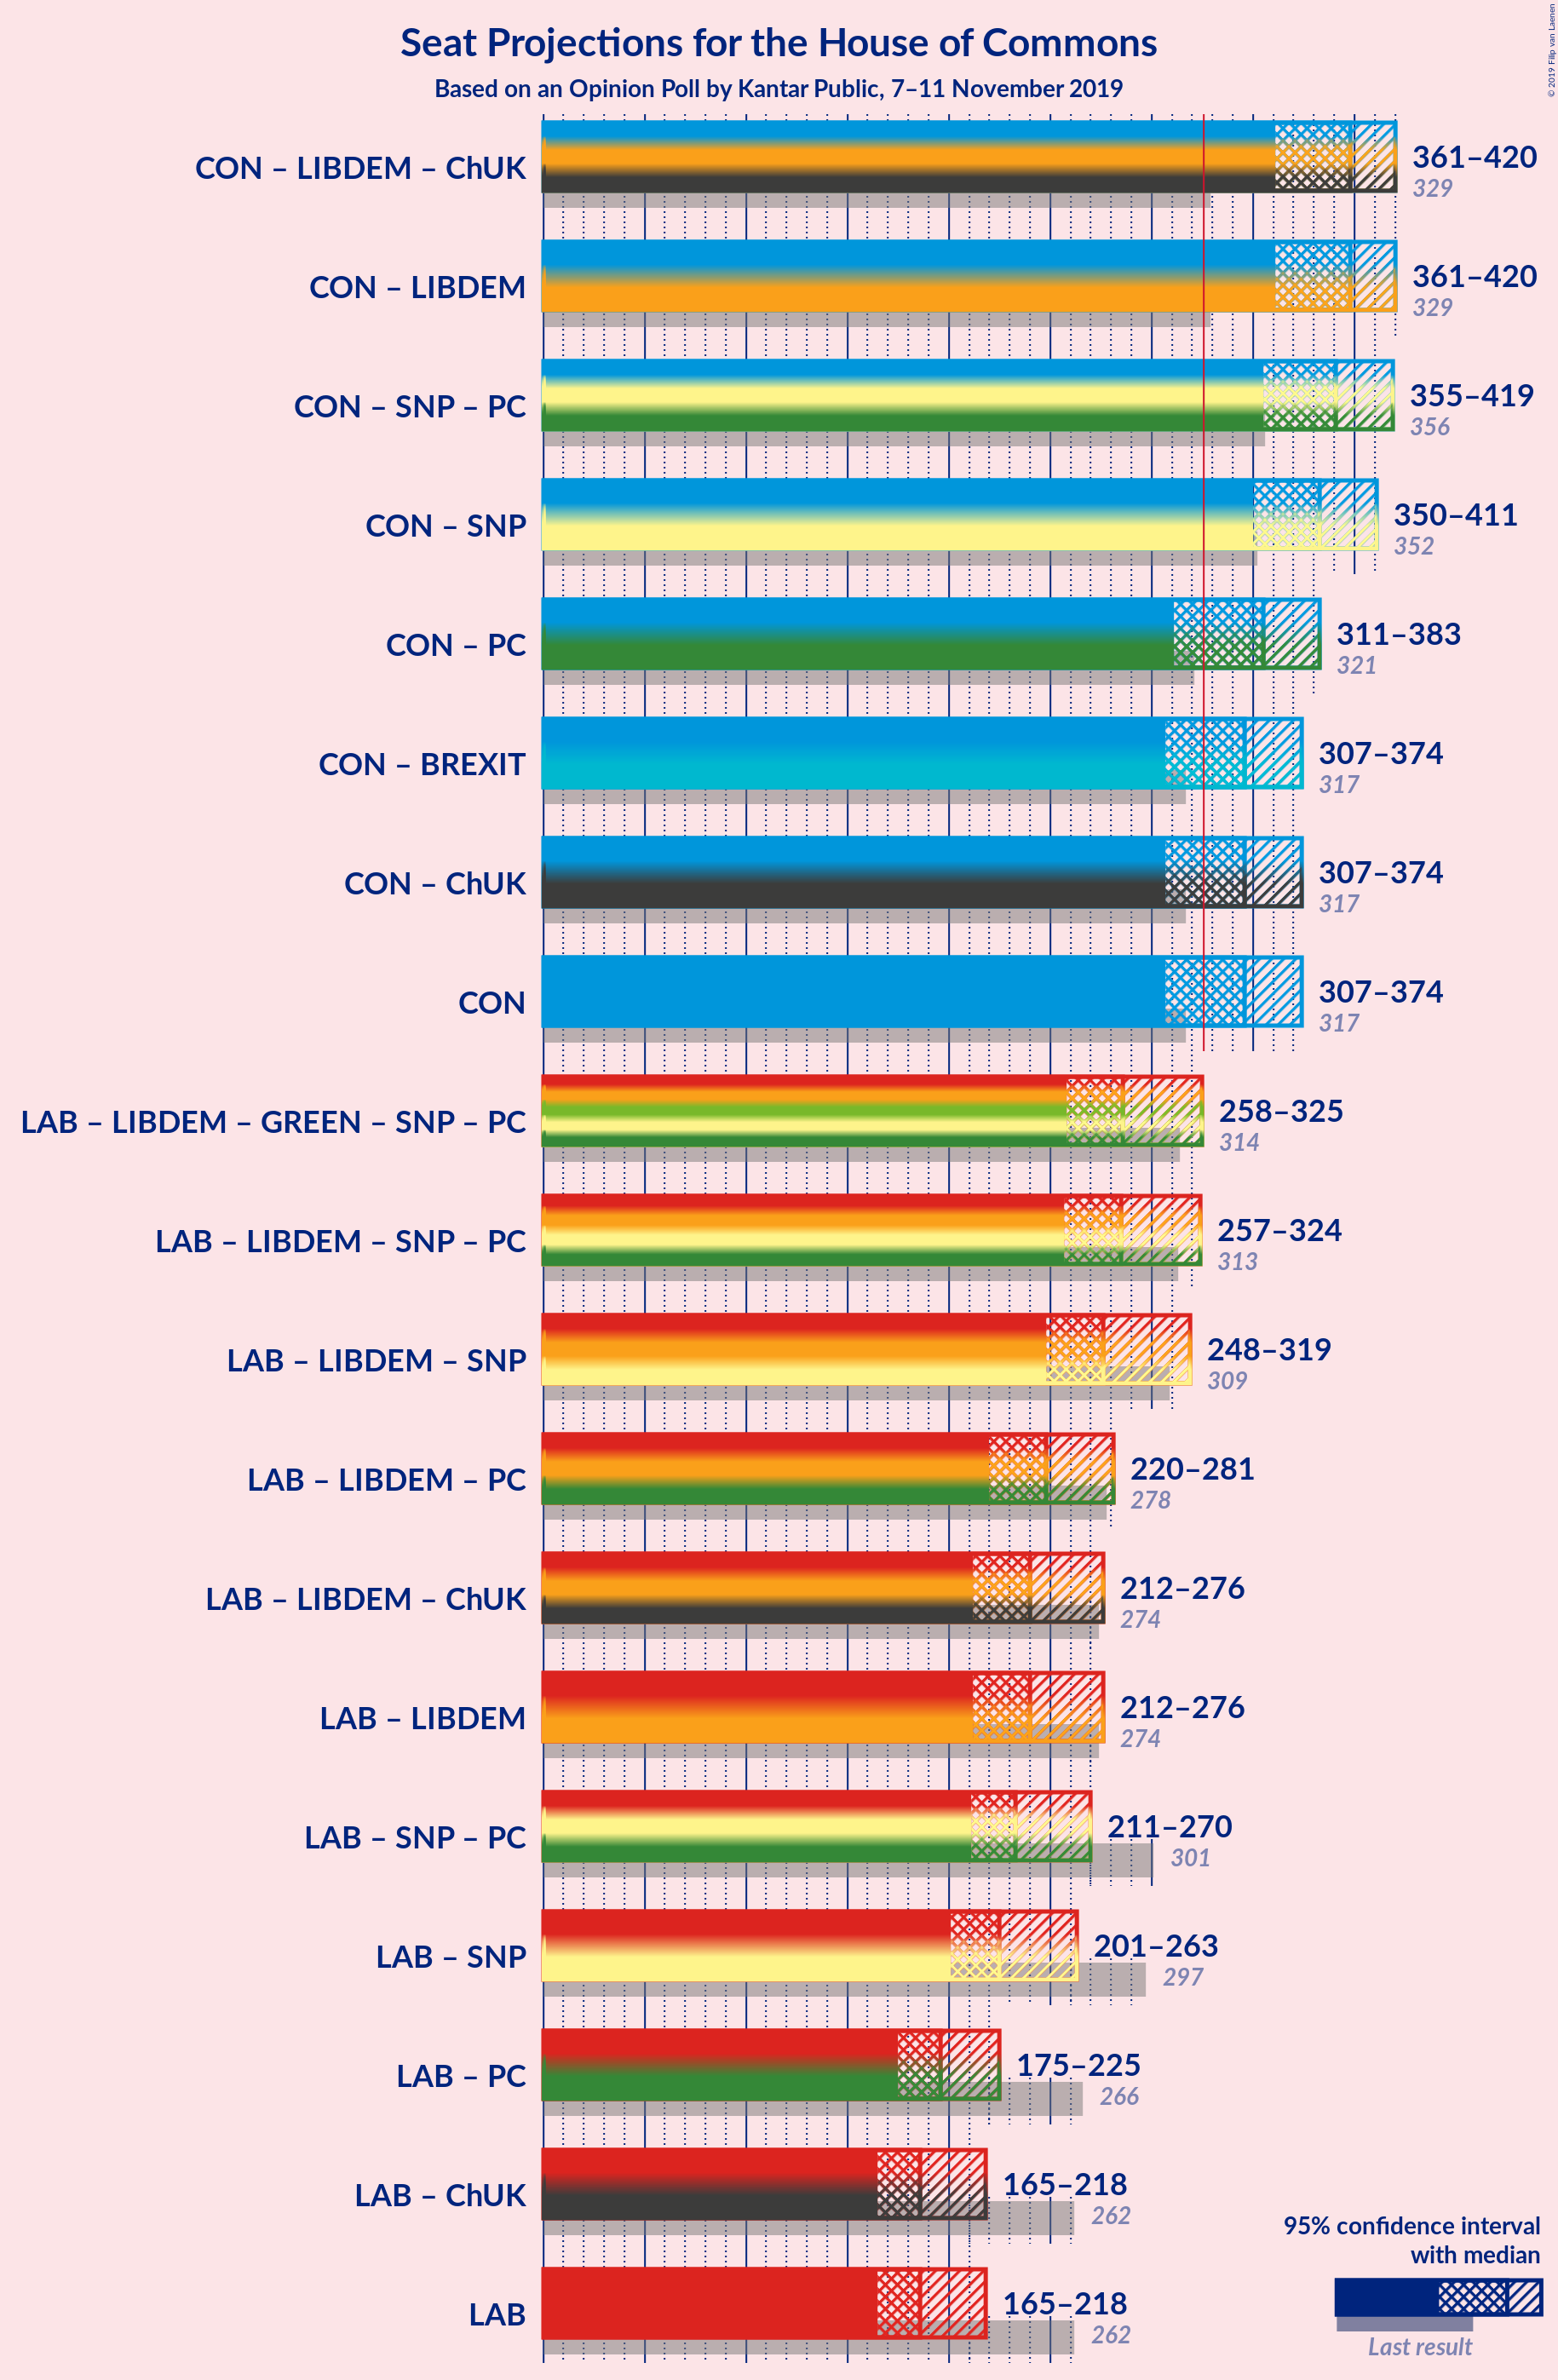 Seat Projections for the House of Commons
Based on an Opinion Poll by Kantar Public, 7–11 November 2019
© 2019 Filip van Laenen
CON – LIBDEM – ChUK
361–420
329
CON – LIBDEM
361–420
329
CON – SNP – PC
355–419
356
CON – SNP
350–411
352
CON – PC
311–383
321
CON – BREXIT
307–374
317
CON – ChUK
307–374
317
CON
307–374
317
LAB – LIBDEM – GREEN – SNP – PC
258–325
314
LAB – LIBDEM – SNP – PC
257–324
313
LAB – LIBDEM – SNP
248–319
309
LAB – LIBDEM – PC
220–281
278
LAB – LIBDEM – ChUK
212–276
274
LAB – LIBDEM
212–276
274
LAB – SNP – PC
211–270
301
LAB – SNP
201–263
297
LAB – PC
175–225
266
LAB – ChUK
165–218
262
LAB
165–218
262
95% confidence interval
with median
Last result